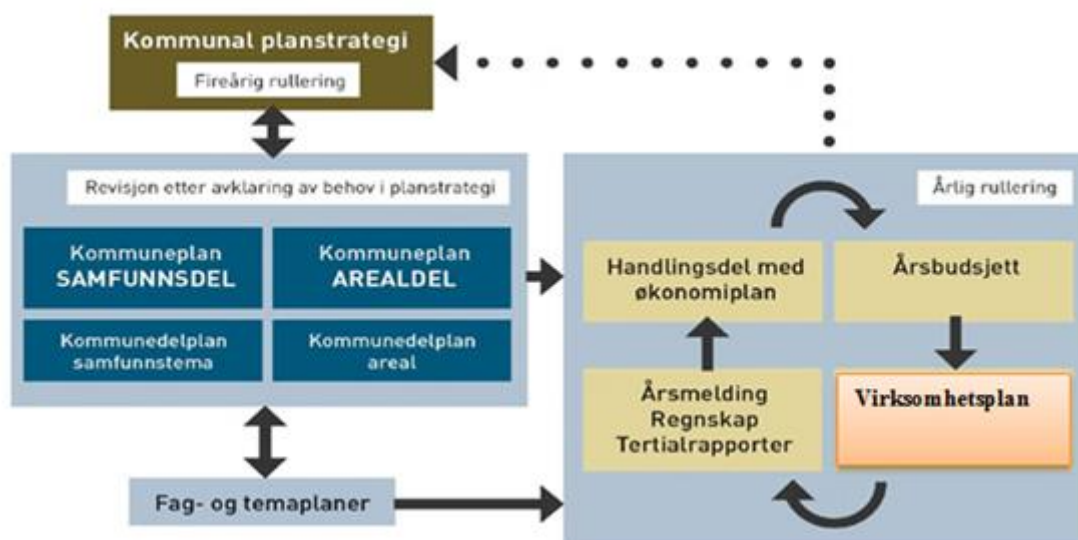 Kommunal planstrategi
Fireårig rullering
Revisjon etter avklaring av behov i planstrategi
Kommuneplan
SAMFUNNSDEL
Kommuneplan
AREALDEL
Kommunedelplan
samfunnstema
Kommunedelplan
areal
Fag- og temaplaner
Årlig rullering
Handlingsdel med
økonomiplan
Årsbudsjett
Årsmelding
Regnskap
Tertialrapporter
Virksomhetsplan